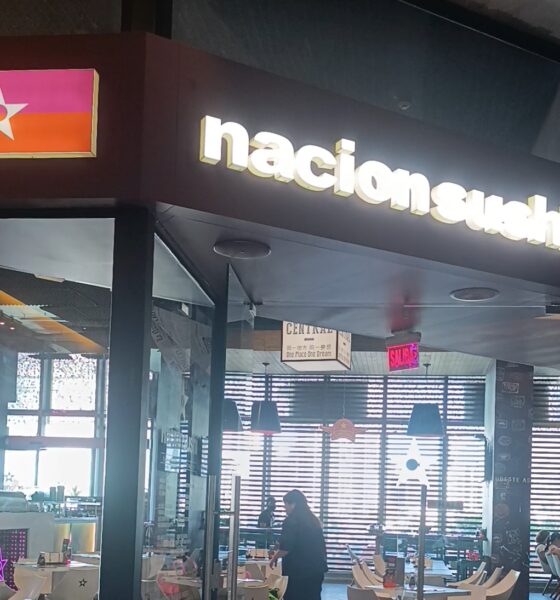 nacionsushi
CENTRAL
One Place One Dream
SALIDA